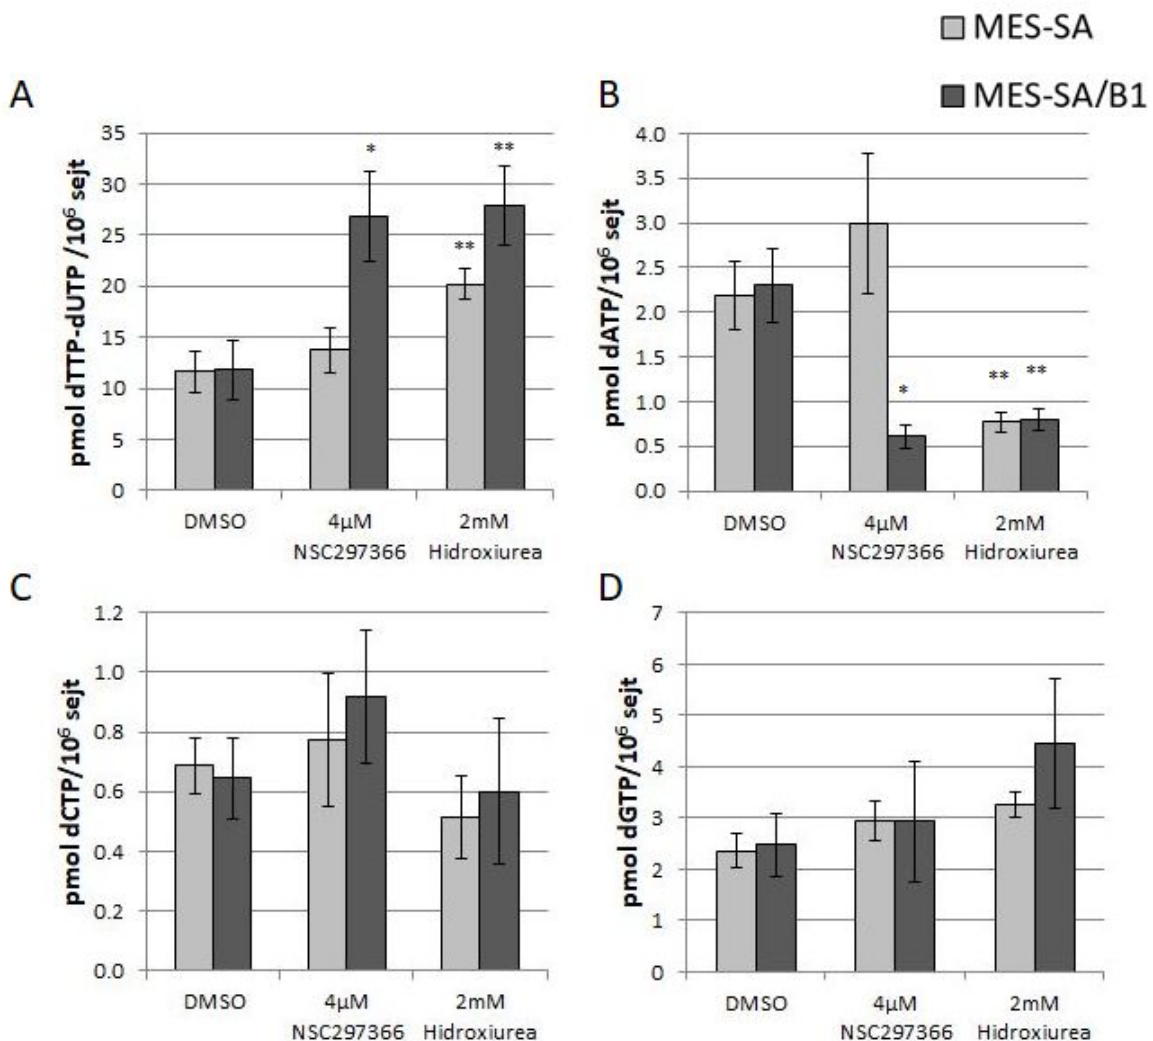 MES-SA
MES-SA/B1
A
pmol dTTP-dUTP /10⁶ sejt
35
30
25
20
15
10
5
0
*
**
**
DMSO
4µM
NSC297366
2mM
Hidroxiurea
B
pmol dATP/10⁶ sejt
4.0
3.5
3.0
2.5
2.0
1.5
1.0
0.5
0.0
*
**
**
DMSO
4µM
NSC297366
2mM
Hidroxiurea
C
pmol dCTP/10⁶ sejt
1.2
1.0
0.8
0.6
0.4
0.2
0.0
DMSO
4µM
NSC297366
2mM
Hidroxiurea
D
pmol dGTP/10⁶ sejt
7
6
5
4
3
2
1
0
DMSO
4µM
NSC297366
2mM
Hidroxiurea